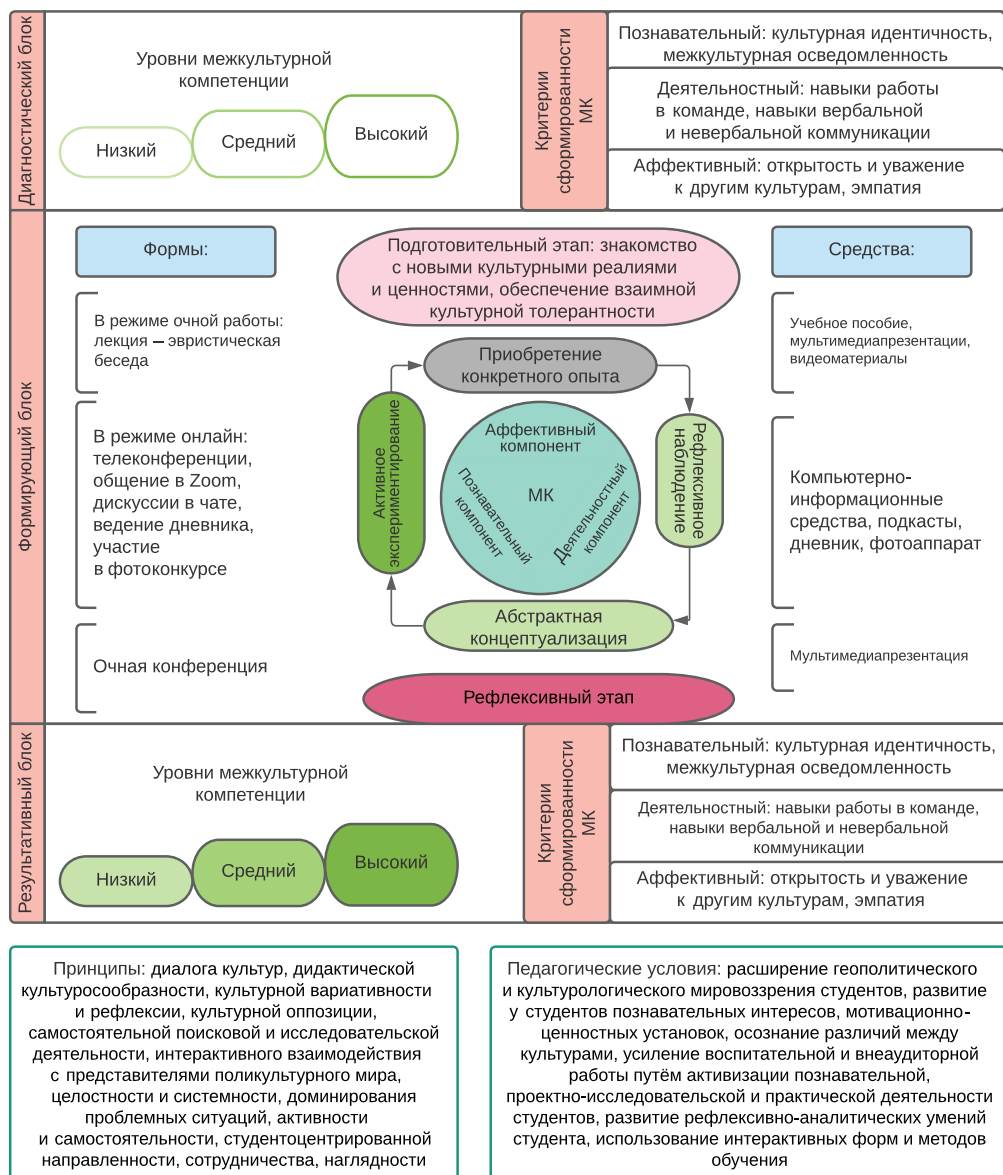 Диагностический блок
Уровни межкультурной
компетенции
Низкий
Средний
Высокий
Критерии
сформированности
МК
Познавательный: культурная идентичность,
межкультурная осведомленность
Деятельностный: навыки работы
в команде, навыки вербальной
и невербальной коммуникации
Аффективный: открытость и уважение
к другим культурам, эмпатия
Формирующий блок
Формы:
В режиме очной работы:
лекция — эвристическая
беседа
В режиме онлайн:
телеконференции,
общение в Zoom,
дискуссии в чате,
ведение дневника,
участие
в фотоконкурсе
Очная конференция
Подготовительный этап: знакомство
с новыми культурными реалиями
и ценностями, обеспечение взаимной
культурной толерантности
Приобретение
конкретного опыта
Рефлексивное
наблюдение
Абстрактная
концептуализация
Активное
экспериментирование
Аффективный
компонент
МК
Познавательный
компонент
Деятельностный
компонент
Рефлексивный этап
Средства:
Учебное пособие,
мультимедиапрезентации,
видеоматериалы
Компьютерно-
информационные
средства, подкасты,
дневник, фотоаппарат
Мультимедиапрезентация
Результативный блок
Уровни межкультурной
компетенции
Низкий
Средний
Высокий
Критерии
сформированности
МК
Познавательный: культурная идентичность,
межкультурная осведомленность
Деятельностный: навыки работы в команде,
навыки вербальной и невербальной
коммуникации
Аффективный: открытость и уважение
к другим культурам, эмпатия
Принципы: диалога культур, дидактической
культуросообразности, культурной вариативности
и рефлексии, культурной оппозиции,
самостоятельной поисковой и исследовательской
деятельности, интерактивного взаимодействия
с представителями поликультурного мира,
целостности и системности, доминирования
проблемных ситуаций, активности
и самостоятельности, студентоцентрированной
направленности, сотрудничества, наглядности
Педагогические условия: расширение геополитического
и культурологического мировоззрения студентов, развитие
у студентов познавательных интересов, мотивационно-
ценностных установок, осознание различий между
культурами, усиление воспитательной и внеаудиторной
работы путём активизации познавательной,
проектно-исследовательской и практической деятельности
студентов, развитие рефлексивно-аналитических умений
студента, использование интерактивных форм и методов
обучения